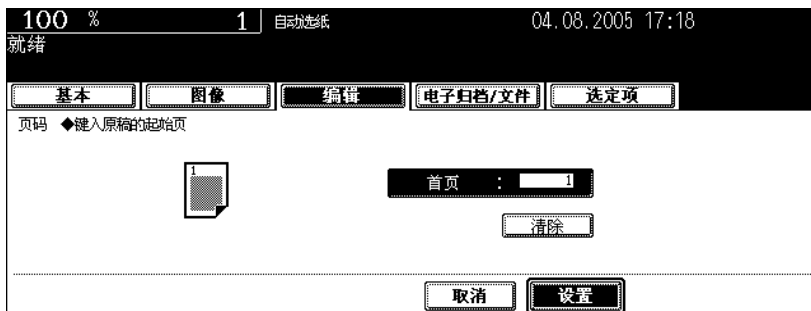 100 % 1 自动选纸 04.08.2005 17:18
就绪
基本 图像 编辑 电子归档/文件 选定项
页码 ◆键入原稿的起始页
1
首页 : 1
清除
取消 设置